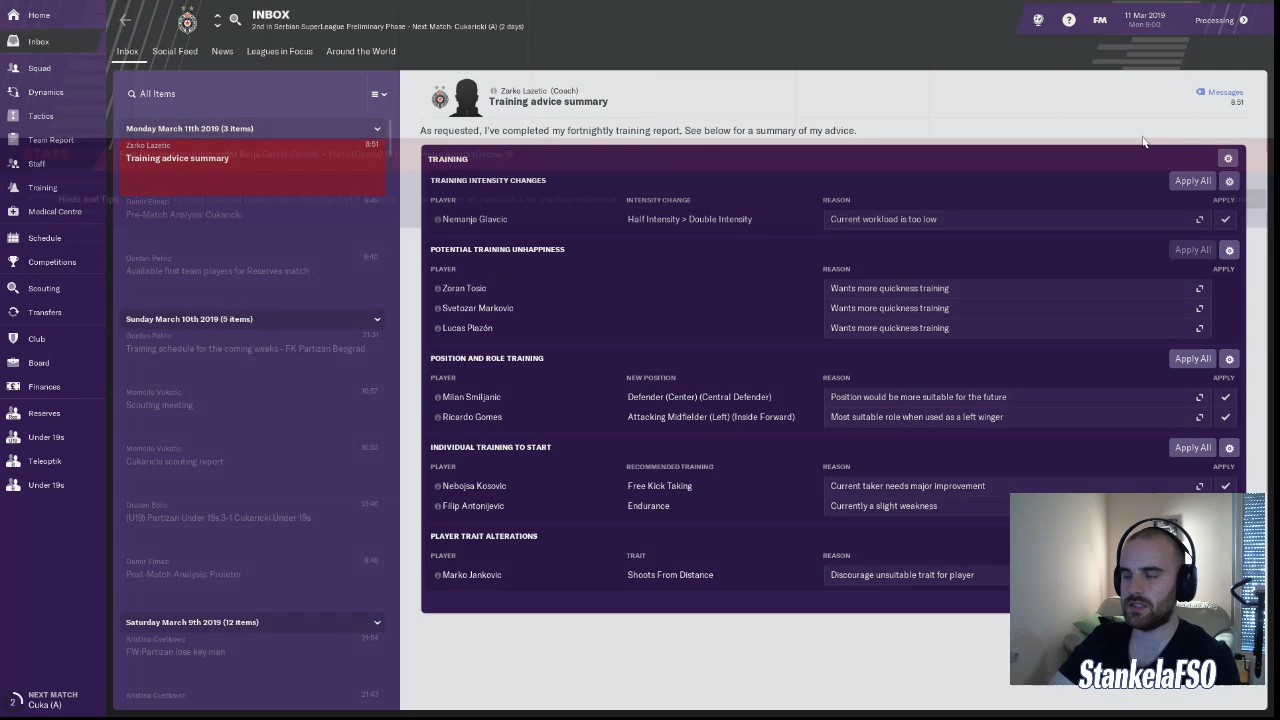 Home
Inbox
Squad
Dynamics
Tactics
Team Report
Staff
Training
Medical Centre
Schedule
Competitions
Scouting
Transfers
Club
Board
Finances
Reserves
Under 19s
Teleoptik
Under 19s
2
NEXT MATCH
Cuka (A)
INBOX
2nd in Serbian SuperLeague Preliminary Phase - Next Match: Cukaricki (A) (2 days)
FM
11 Mar 2019
Mon 9:00
Processing
Inbox
Social Feed
News
Leagues in Focus
Around the World
All Items
Monday March 11th 2019 (3 items)
Zarko Lazetic 8:51
Training advice summary
Damir Elmazi 8:45
Pre-Match Analysis: Cukaricki
Gordan Petric 8:40
Available first team players for Reserves match
Sunday March 10th 2019 (5 items)
Gordan Petric 21:31
Training schedule for the coming weeks - FK Partizan Beograd
Momcilo Vukotic 16:57
Scouting meeting
Momcilo Vukotic 16:53
Cukaricki scouting report
Drazen Bolic 13:46
(U19) Partizan Under 19s 3-1 Cukaricki Under 19s
Damir Elmazi 8:48
Post-Match Analysis: Proleter
Saturday March 9th 2019 (12 items)
Kristina Cvetkovic 21:54
FW:Partizan lose key man
Kristina Cvetkovic 21:43
Zarko Lazetic (Coach)
Training advice summary
Messages
8:51
As requested, I've completed my fortnightly training report. See below for a summary of my advice.
STATS
Hints and Tips
TRAINING
TRAINING INTENSITY CHANGES Apply All
PLAYER INTENSITY CHANGE REASON APPLY
Nemanja Glavcic Half Intensity > Double Intensity Current workload is too low
POTENTIAL TRAINING UNHAPPINESS Apply All
PLAYER REASON APPLY
Zoran Tosic Wants more quickness training
Svetozar Markovic Wants more quickness training
Lucas Piazón Wants more quickness training
POSITION AND ROLE TRAINING Apply All
PLAYER NEW POSITION REASON APPLY
Milan Smiljanic Defender (Center) (Central Defender) Position would be more suitable for the future
Ricardo Gomes Attacking Midfielder (Left) (Inside Forward) Most suitable role when used as a left winger
INDIVIDUAL TRAINING TO START Apply All
PLAYER RECOMMENDED TRAINING REASON APPLY
Nebojsa Kosovic Free Kick Taking Current taker needs major improvement
Filip Antonijevic Endurance Currently a slight weakness
PLAYER TRAIT ALTERATIONS
PLAYER TRAIT REASON
Marko Jankovic Shoots From Distance Discourage unsuitable trait for player
StankelaFSO